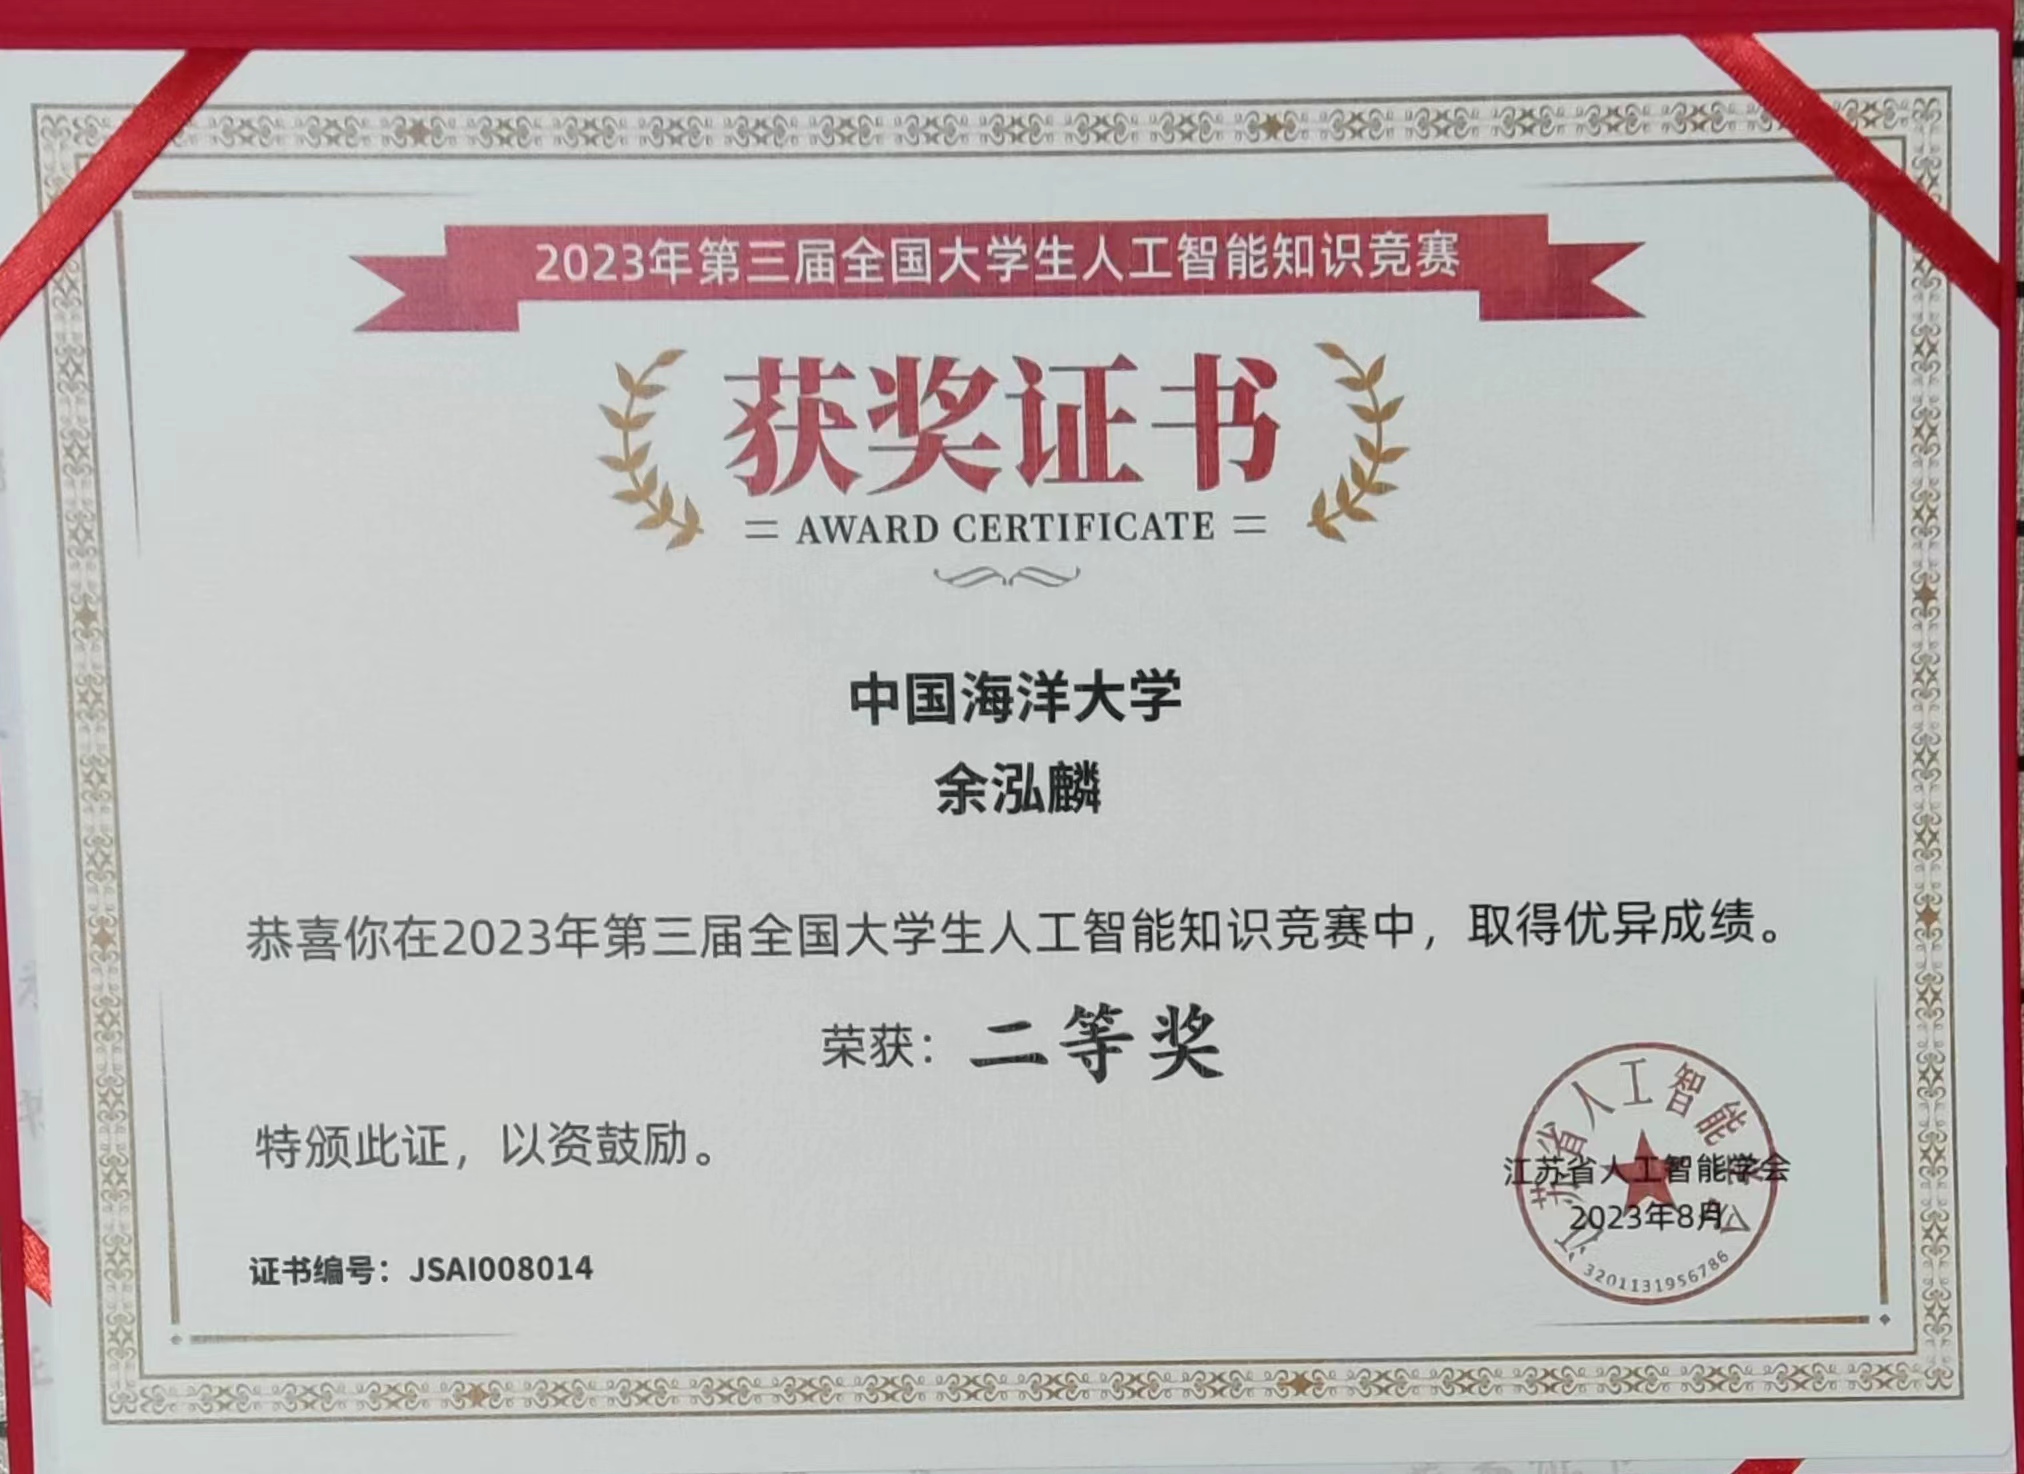 2023年第三届全国大学生人工智能知识竞赛
获奖证书
AWARD CERTIFICATE
中国海洋大学
余泓麟
恭喜你在2023年第三届全国大学生人工智能知识竞赛中，取得优异成绩。
荣获：二等奖
特颁此证，以资鼓励。
江苏省人工智能学会
2023年8月
证书编号：JSAI008014
江苏省人工智能学会
3201131956786